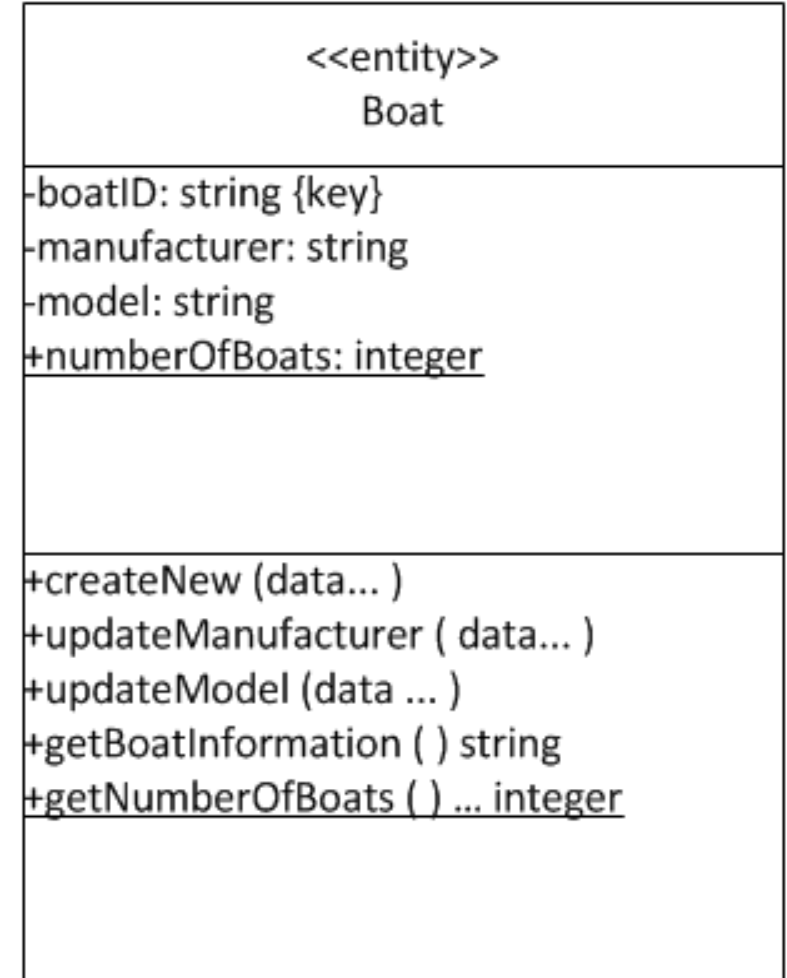 <<entity>>
Boat
-boatID: string {key}
-manufacturer: string
-model: string
+numberOfBoats: integer
+createNew (data... )
+updateManufacturer ( data... )
+updateModel (data ... )
+getBoatInformation ( ) string
+getNumberOfBoats ( ) ... integer